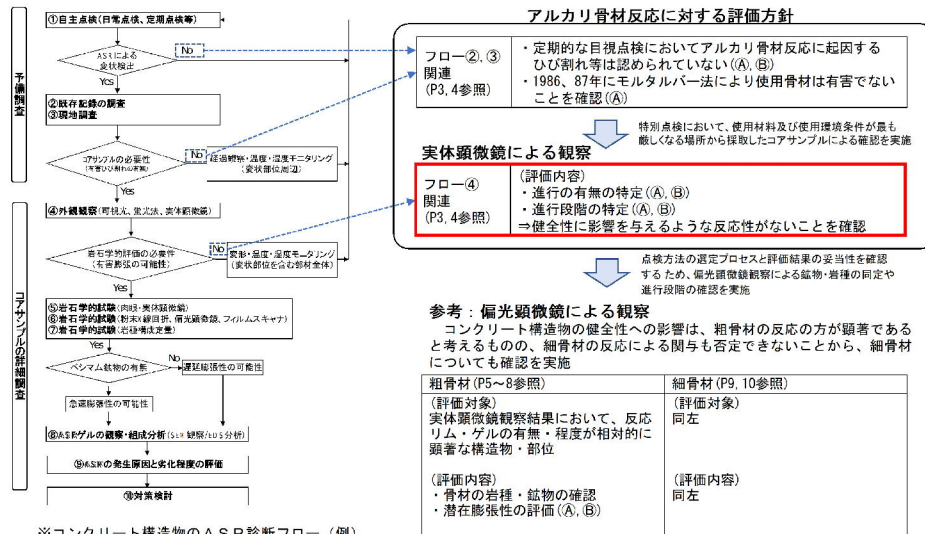 ①自主点検(日常点検、定期点検等)
ASRによる
変状検出
No
Yes
予備調査
②既存記録の調査
③現地調査
コアサンプルの必要性
(有害ひび割れの有無)
No
経過観察・温度・湿度モニタリング
(変状部位周辺)
Yes
④外観観察(可視光、蛍光法、実体顕微鏡)
岩石学的評価の必要性
(有害膨張の可能性)
No
変形・温度・湿度モニタリング
(変状部位を含む部材全体)
Yes
コアサンプルの詳細調査
⑤岩石学的試験(肉眼・実体顕微鏡)
⑥岩石学的試験(粉末X線回折、偏光顕微鏡、フィルムスキャナ)
⑦岩石学的試験(岩種構成定量)
Yes
ペシマム鉱物の有無
No
遅延膨張性の可能性
急速膨張性の可能性
⑧ASRゲルの観察・組成分析(SEM観察/EDS分析)
⑨ASRの発生原因と劣化程度の評価
⑩対策検討
※コンクリート構造物のASR診断フロー(例)
アルカリ骨材反応に対する評価方針
フロー②, ③
関連
(P3, 4参照)
・定期的な目視点検においてアルカリ骨材反応に起因する
ひび割れ等は認められていない(Ⓐ, Ⓑ)
・1986、87年にモルタルバー法により使用骨材は有害でない
ことを確認(Ⓐ)
特別点検において、使用材料及び使用環境条件が最も
厳しくなる場所から採取したコアサンプルによる確認を実施
実体顕微鏡による観察
フロー④
関連
(P3, 4参照)
(評価内容)
・進行の有無の特定(Ⓐ, Ⓑ)
・進行段階の特定(Ⓐ, Ⓑ)
⇒健全性に影響を与えるような反応性がないことを確認
点検方法の選定プロセスと評価結果の妥当性を確認
するため、偏光顕微鏡観察による鉱物・岩種の同定や
進行段階の確認を実施
参考：偏光顕微鏡による観察
コンクリート構造物の健全性への影響は、粗骨材の反応の方が顕著である
と考えるものの、細骨材の反応による関与も否定できないことから、細骨材
についても確認を実施
粗骨材(P5～8参照)
(評価対象)
実体顕微鏡観察結果において、反応
リム・ゲルの有無・程度が相対的に
顕著な構造物・部位
(評価内容)
・骨材の岩種・鉱物の確認
・潜在膨張性の評価(Ⓐ, Ⓑ)
細骨材(P9, 10参照)
(評価対象)
同左
(評価内容)
同左